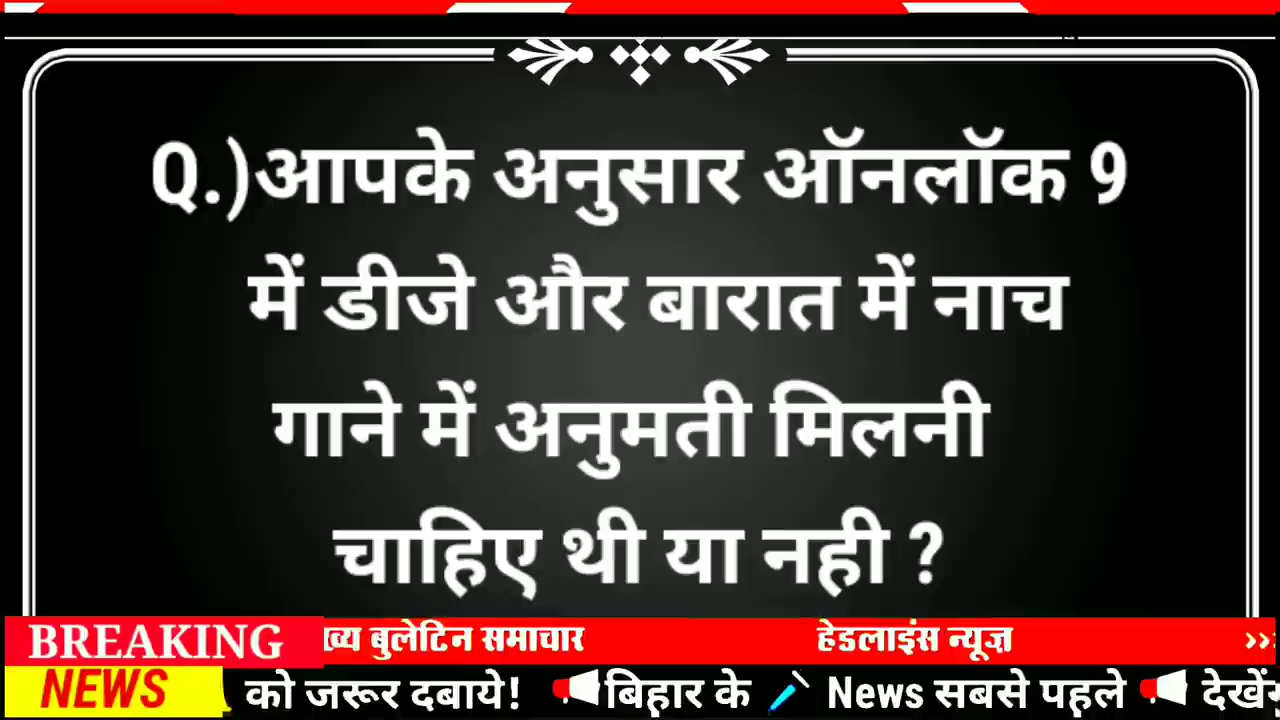 Q.)आपके अनुसार ऑनलॉक 9
में डीजे और बारात में नाच
गाने में अनुमती मिलनी
चाहिए थी या नही ?
BREAKING
NEWS
बुलेटिन समाचार हेडलाइंस न्यूज़ >>
को जरूर दबाये! 📢बिहार के 🎤 News सबसे पहले 📢